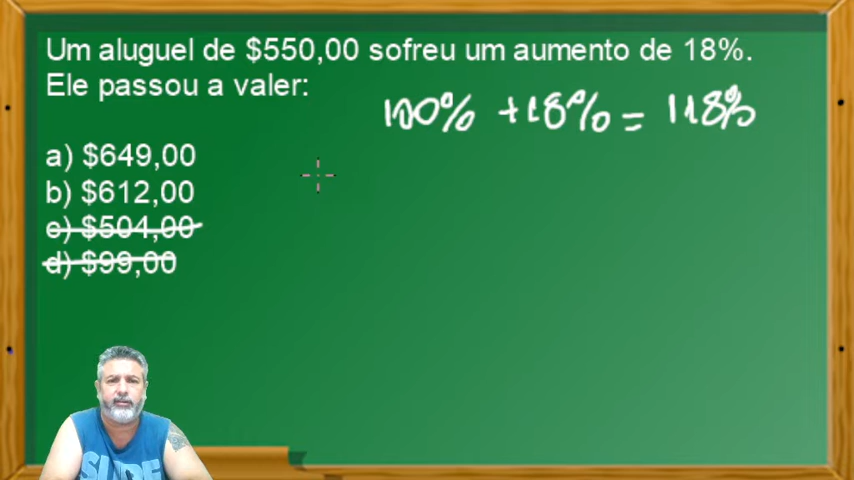 Um aluguel de $550,00 sofreu um aumento de 18%.
Ele passou a valer:
100% +18% = 118%
a) $649,00
b) $612,00
c) $504,00
d) $99,00